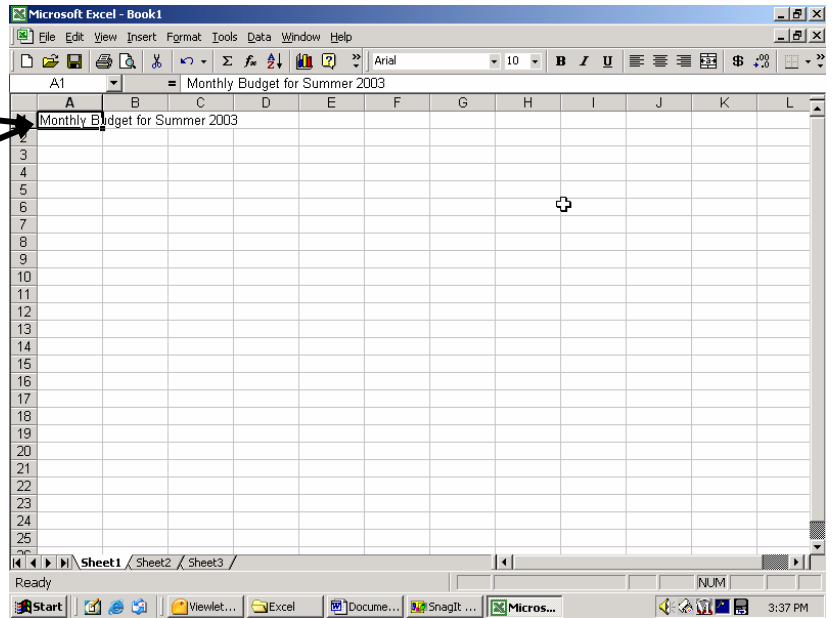 Microsoft Excel - Book1
File Edit View Insert Format Tools Data Window Help
Arial 10 B I U $
A1 = Monthly Budget for Summer 2003
A B C D E F G H I J K L
Monthly Budget for Summer 2003
2
3
4
5
6
7
8
9
10
11
12
13
14
15
16
17
18
19
20
21
22
23
24
25
Sheet1 Sheet2 Sheet3
Ready NUM
Start Viewlet... Excel Docume... SnagIt ... Micros... 3:37 PM